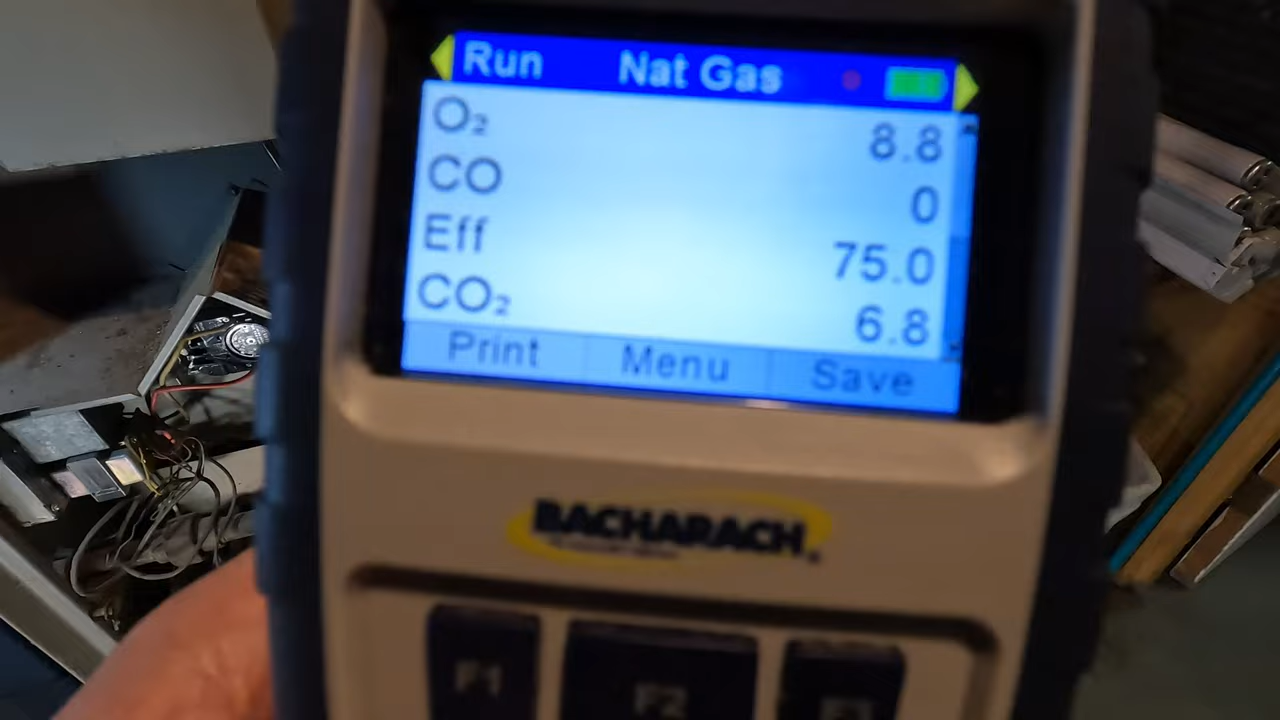 Run Nat Gas
O₂ 8.8
CO 0
Eff 75.0
CO₂ 6.8
Print Menu Save
BACHARACH
F1 F2